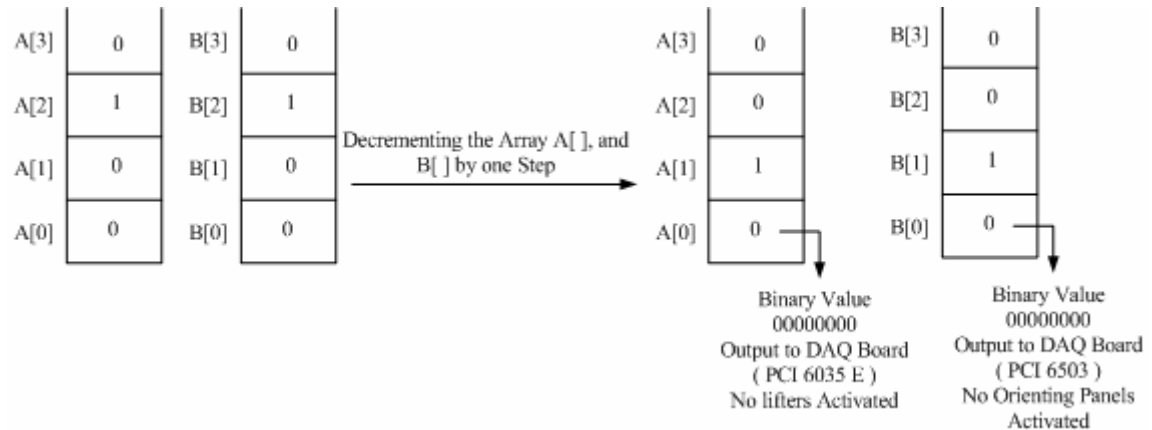 A[3] 0 B[3] 0
A[2] 1 B[2] 1
A[1] 0 B[1] 0
A[0] 0 B[0] 0
Decrementing the Array A[ ], and
B[ ] by one Step
A[3] 0 B[3] 0
A[2] 0 B[2] 0
A[1] 1 B[1] 1
A[0] 0 B[0] 0
Binary Value
00000000
Output to DAQ Board
( PCI 6035 E )
No lifters Activated
Binary Value
00000000
Output to DAQ Board
( PCI 6503 )
No Orienting Panels
Activated